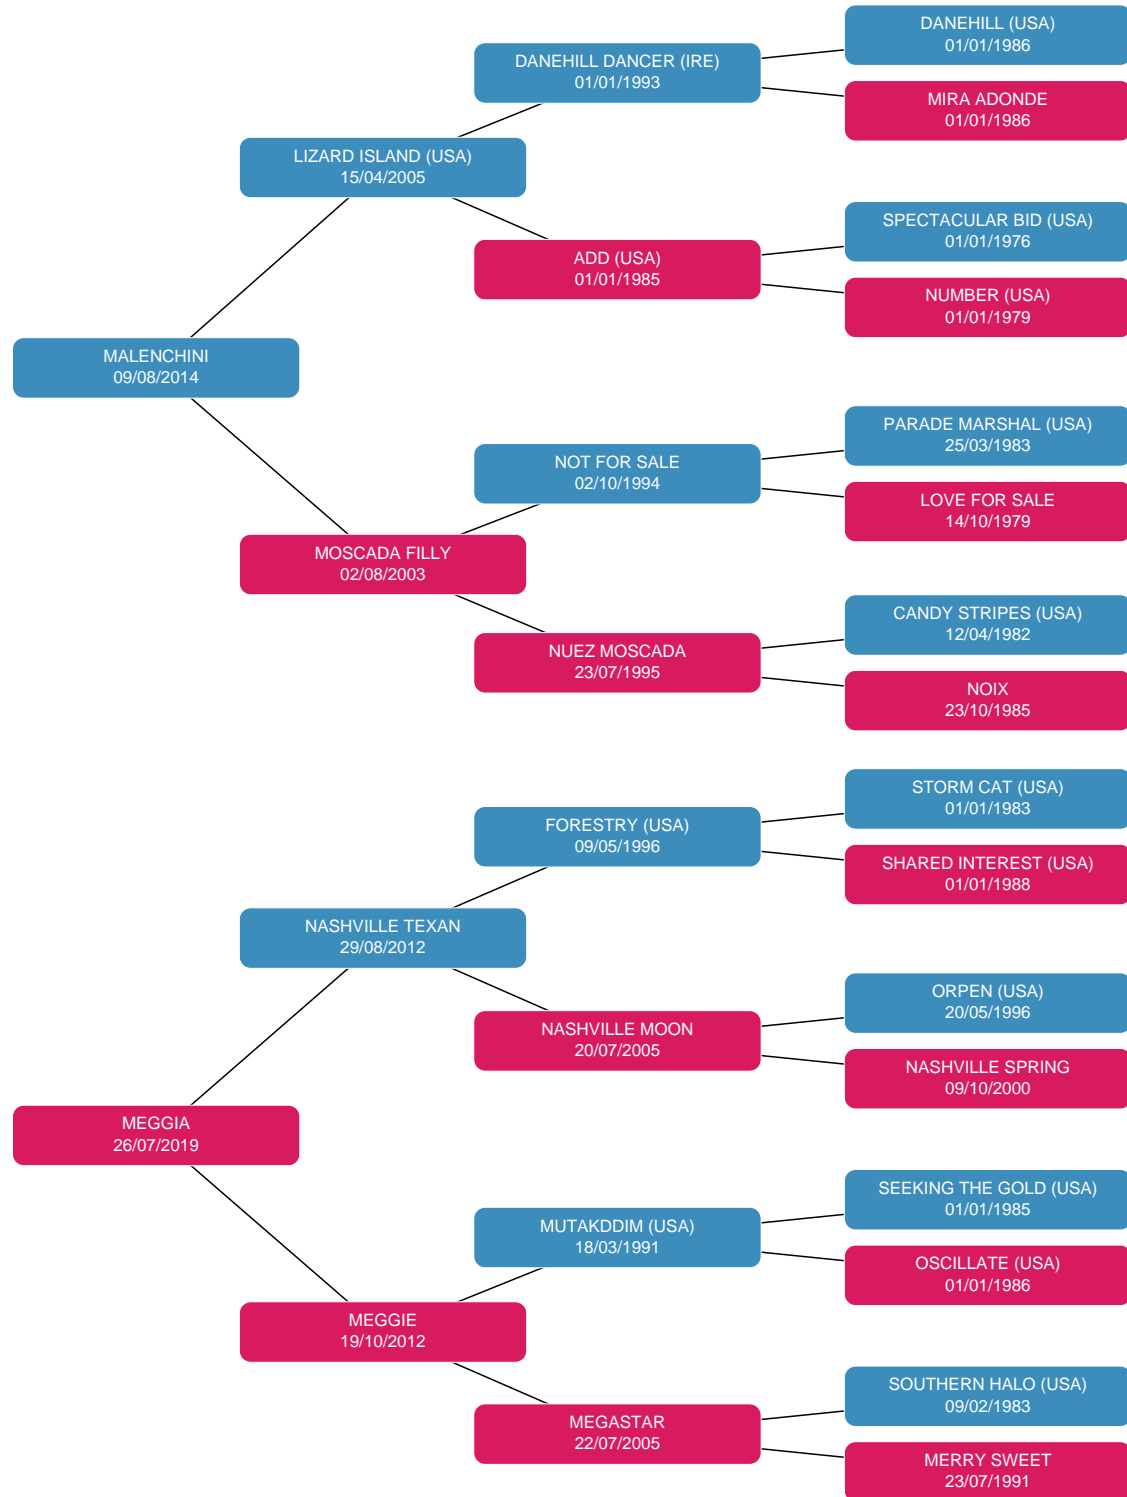 DANEHILL (USA)
01/01/1986
DANEHILL DANCER (IRE)
01/01/1993
MIRA ADONDE
01/01/1986
LIZARD ISLAND (USA)
15/04/2005
SPECTACULAR BID (USA)
01/01/1976
ADD (USA)
01/01/1985
NUMBER (USA)
01/01/1979
MALENCHINI
09/08/2014
PARADE MARSHAL (USA)
25/03/1983
NOT FOR SALE
02/10/1994
LOVE FOR SALE
14/10/1979
MOSCADA FILLY
02/08/2003
CANDY STRIPES (USA)
12/04/1982
NUEZ MOSCADA
23/07/1995
NOIX
23/10/1985
STORM CAT (USA)
01/01/1983
FORESTRY (USA)
09/05/1996
SHARED INTEREST (USA)
01/01/1988
NASHVILLE TEXAN
29/08/2012
ORPEN (USA)
20/05/1996
NASHVILLE MOON
20/07/2005
NASHVILLE SPRING
09/10/2000
MEGGIA
26/07/2019
SEEKING THE GOLD (USA)
01/01/1985
MUTAKDDIM (USA)
18/03/1991
OSCILLATE (USA)
01/01/1986
MEGGIE
19/10/2012
SOUTHERN HALO (USA)
09/02/1983
MEGASTAR
22/07/2005
MERRY SWEET
23/07/1991